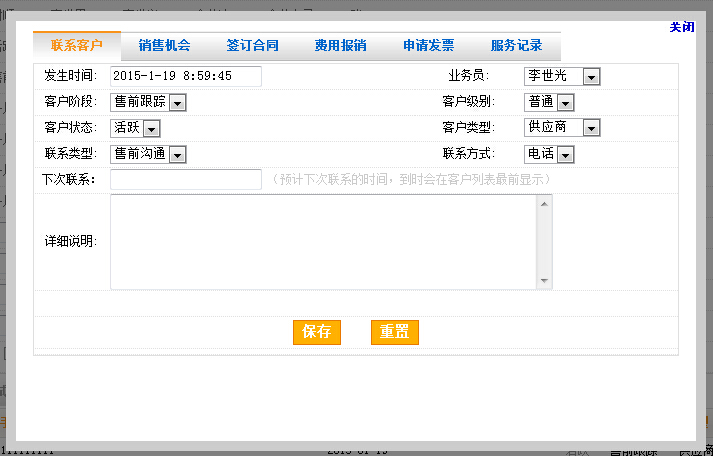 关闭
联系客户 销售机会 签订合同 费用报销 申请发票 服务记录
发生时间: 2015-1-19 8:59:45 业务员: 李世光
客户阶段: 售前跟踪 客户级别: 普通
客户状态: 活跃 客户类型: 供应商
联系类型: 售前沟通 联系方式: 电话
下次联系: (预计下次联系的时间，到时会在客户列表最前显示)
详细说明:
保存 重置